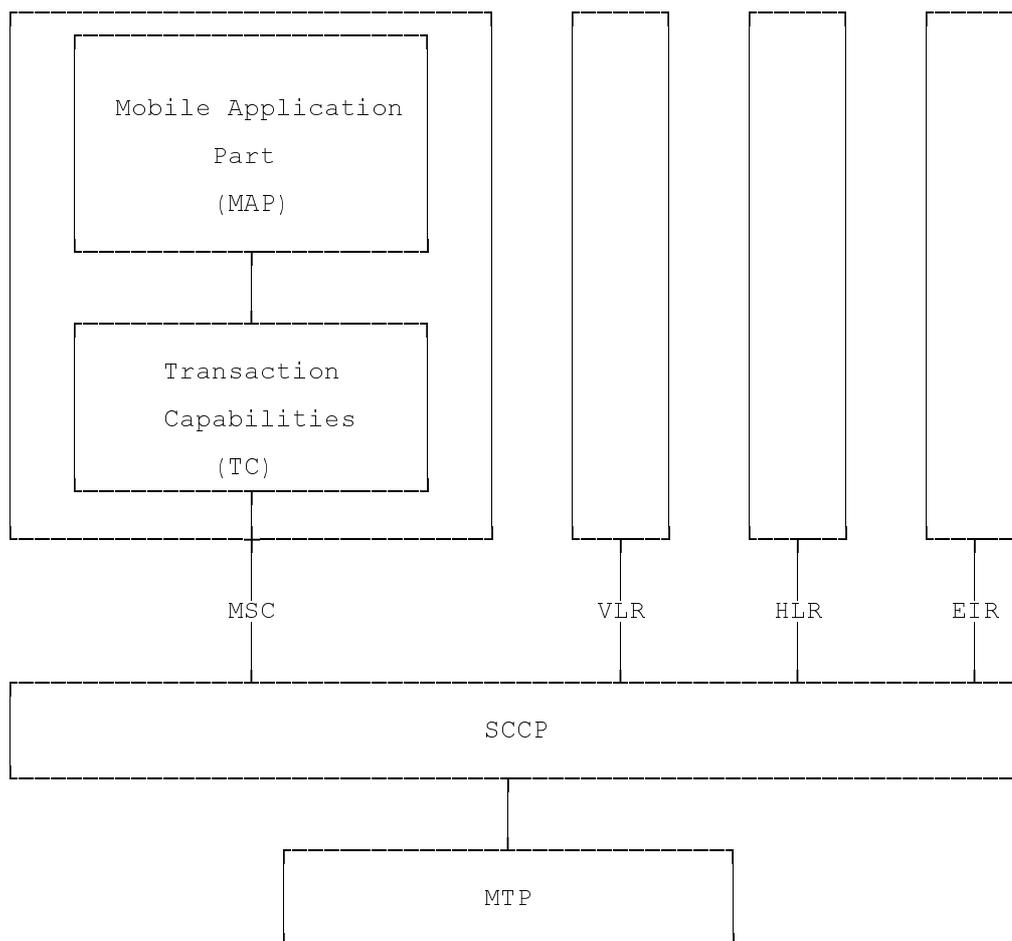 Mobile Application
Part
(MAP)
Transaction
Capabilities
(TC)
MSC VLR HLR EIR
SCCP
MTP